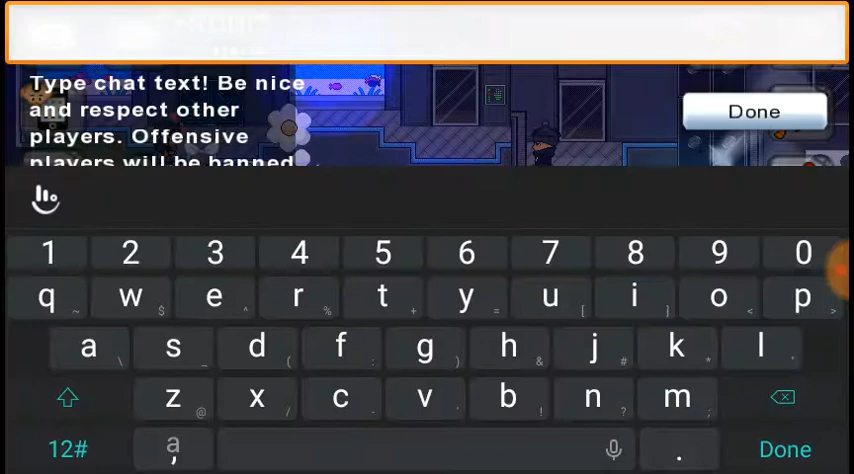 Type chat text! Be nice
and respect other
players. Offensive
players will be banned
Done
1 2 3 4 5 6 7 8 9 0
q ~ w $ e ^ r % t + y = u [ i ] o < p >
a \ s _ d ( f : g ) h & j # k * l
z @ x / c - v b ! n ? m ;
12# a , . Done